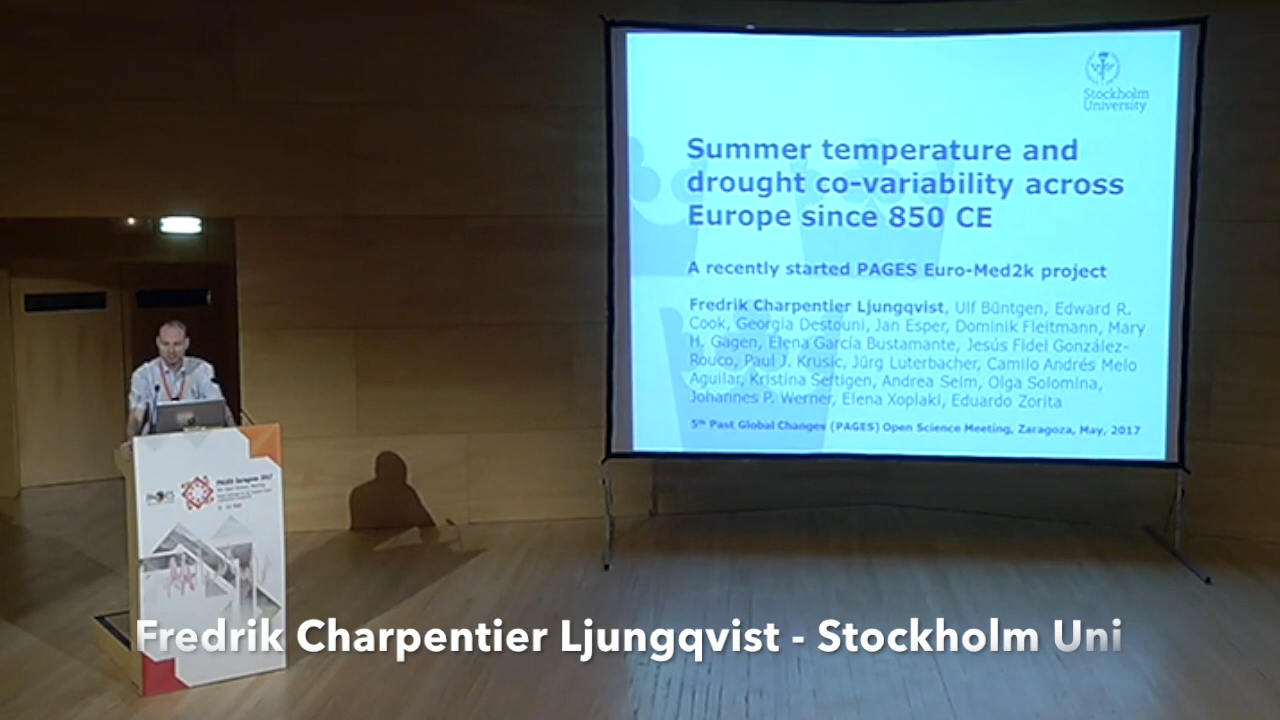 Stockholm
University
Summer temperature and
drought co-variability across
Europe since 850 CE
A recently started PAGES Euro-Med2k project
Fredrik Charpentier Ljungqvist, Ulf Büntgen, Edward R.
Cook, Georgia Destouni, Jan Esper, Dominik Fleitmann, Mary
H. Gagen, Elena García Bustamante, Jesús Fidel González-
Rouco, Paul J. Krusic, Jürg Luterbacher, Camilo Andrés Melo
Aguilar, Kristina Seftigen, Andrea Seim, Olga Solomina,
Johannes P. Werner, Elena Xoplaki, Eduardo Zorita
5th Past Global Changes (PAGES) Open Science Meeting, Zaragoza, May, 2017
PAGES Zaragoza 2017
Fredrik Charpentier Ljungqvist - Stockholm Uni